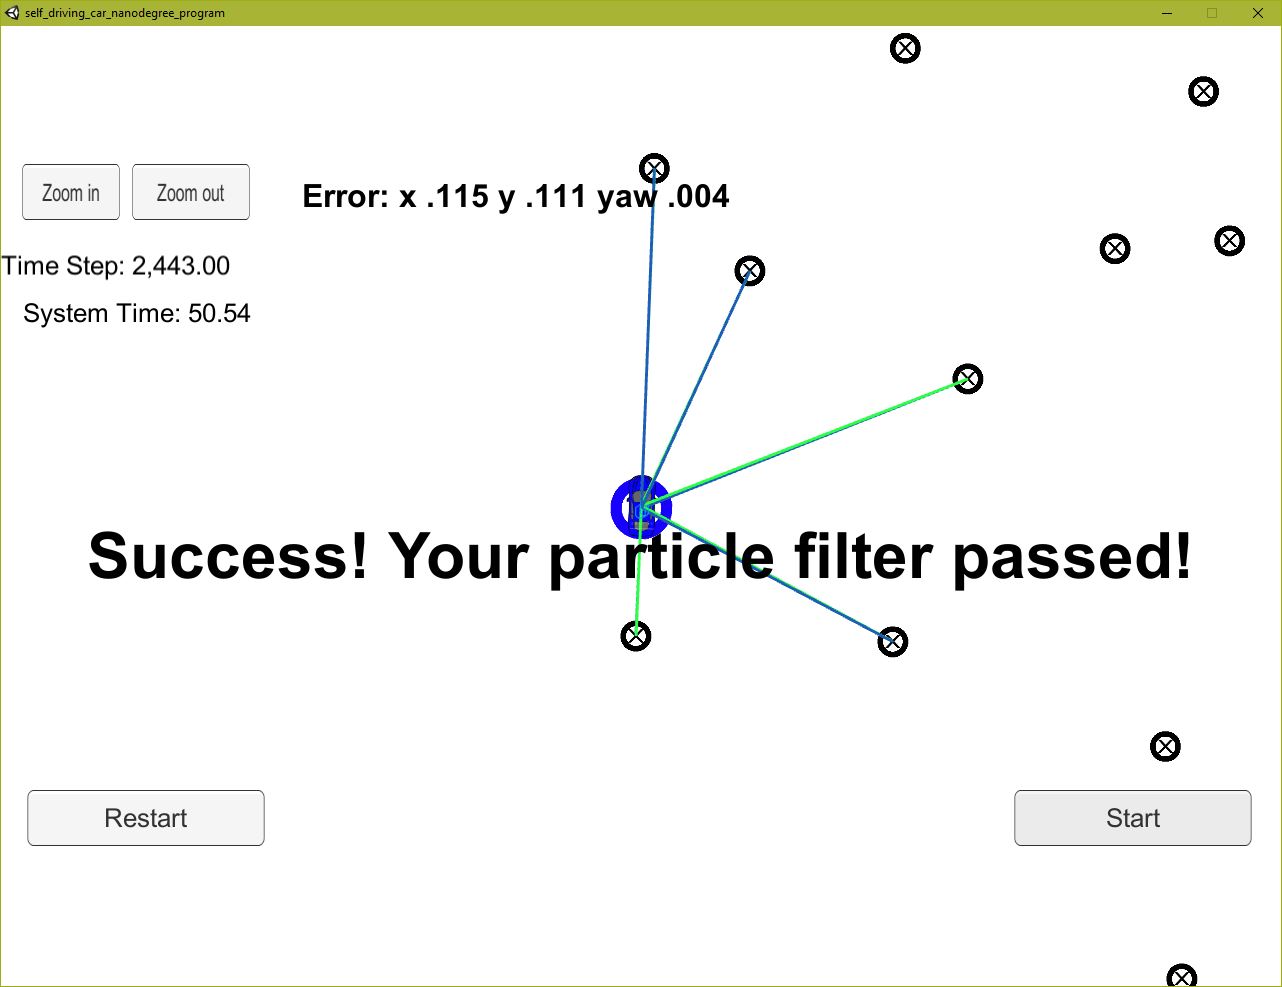 self_driving_car_nanodegree_program
Zoom in
Zoom out
Error: x .115 y .111 yaw .004
Time Step: 2,443.00
System Time: 50.54
Success! Your particle filter passed!
Restart
Start